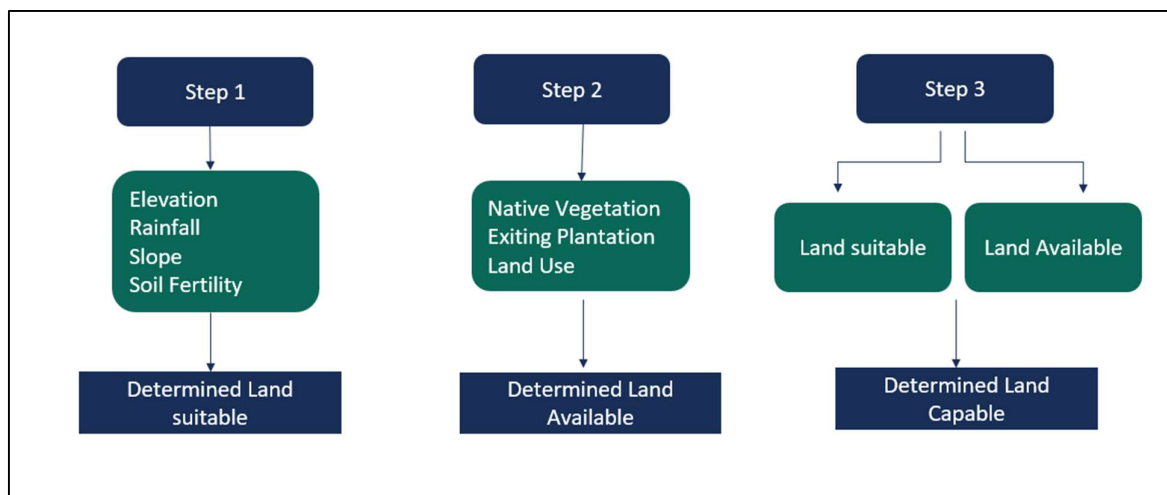 Step 1
Elevation
Rainfall
Slope
Soil Fertility
Determined Land
suitable
Step 2
Native Vegetation
Exiting Plantation
Land Use
Determined Land
Available
Step 3
Land suitable
Land Available
Determined Land
Capable